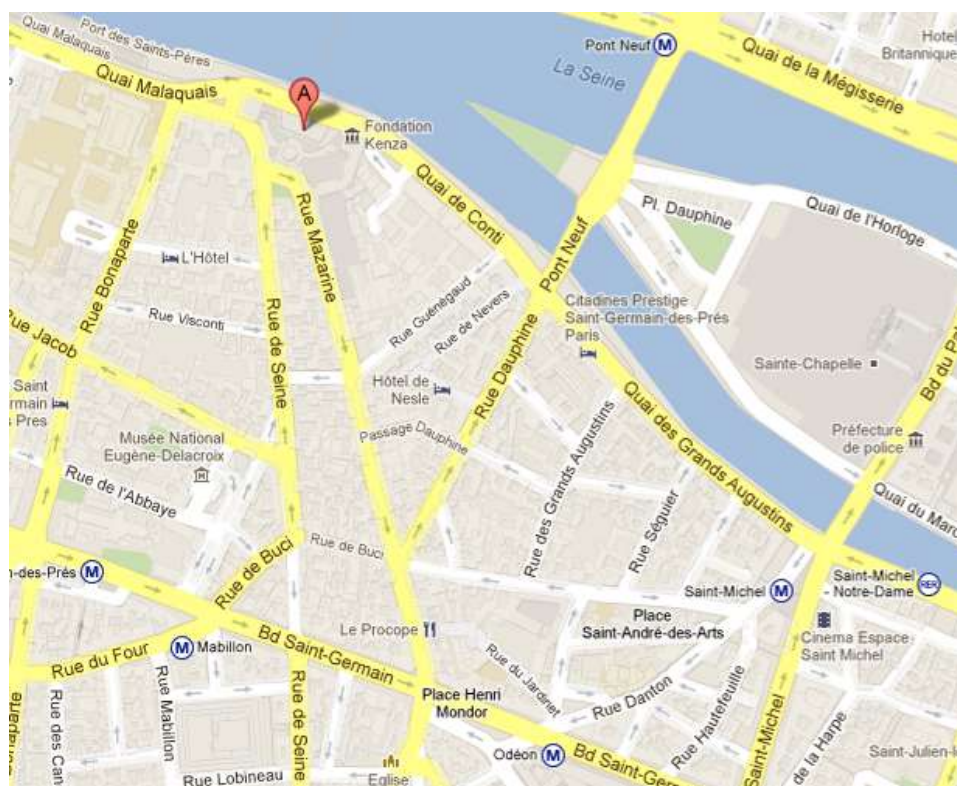 Quai Malaquais
Port des Saints-Pères
Quai Malaquais
A
Fondation
Kenza
Pont Neuf M
La Seine
Quai de la Mégisserie
Hotel
Britannique
Quai de Conti
Pont Neuf
Pl. Dauphine
Quai de l'Horloge
Rue Bonaparte
L'Hôtel
Rue Mazarine
Rue Visconti
Rue de Seine
Rue Guénégaud
Rue de Nevers
Rue Dauphine
Citadines Prestige
Saint-Germain-des-Prés
Paris
Sainte-Chapelle
Bd du Pal
Rue Jacob
Saint
ermain
s Pres
Hôtel de
Nesle
Passage Dauphine
Musée National
Eugène-Delacroix
M
Rue de l'Abbaye
Rue des Grands Augustins
Quai des Grands Augustins
Rue Séguier
Préfecture
de police
Quai du Marc
Rue de Buci
Rue de Buci
n-des-Prés M
Saint-Michel M
Saint-Michel
- Notre-Dame
RER
Le Procope
Place
Saint-André-des-Arts
Cinema Espace
Saint Michel
M Mabillon
Rue du Four
Bd Saint-Germain
Rue du Jardinet
Rue Danton
Rue Hautefeuille
Place Henri
Mondor
Rue Mabillon
Rue de Seine
Rue des Can
onaparte
Odéon M
Bd Saint-Germ
Saint-Michel
de la Harpe
Saint-Julien-l
Rue Lobineau
Eglise